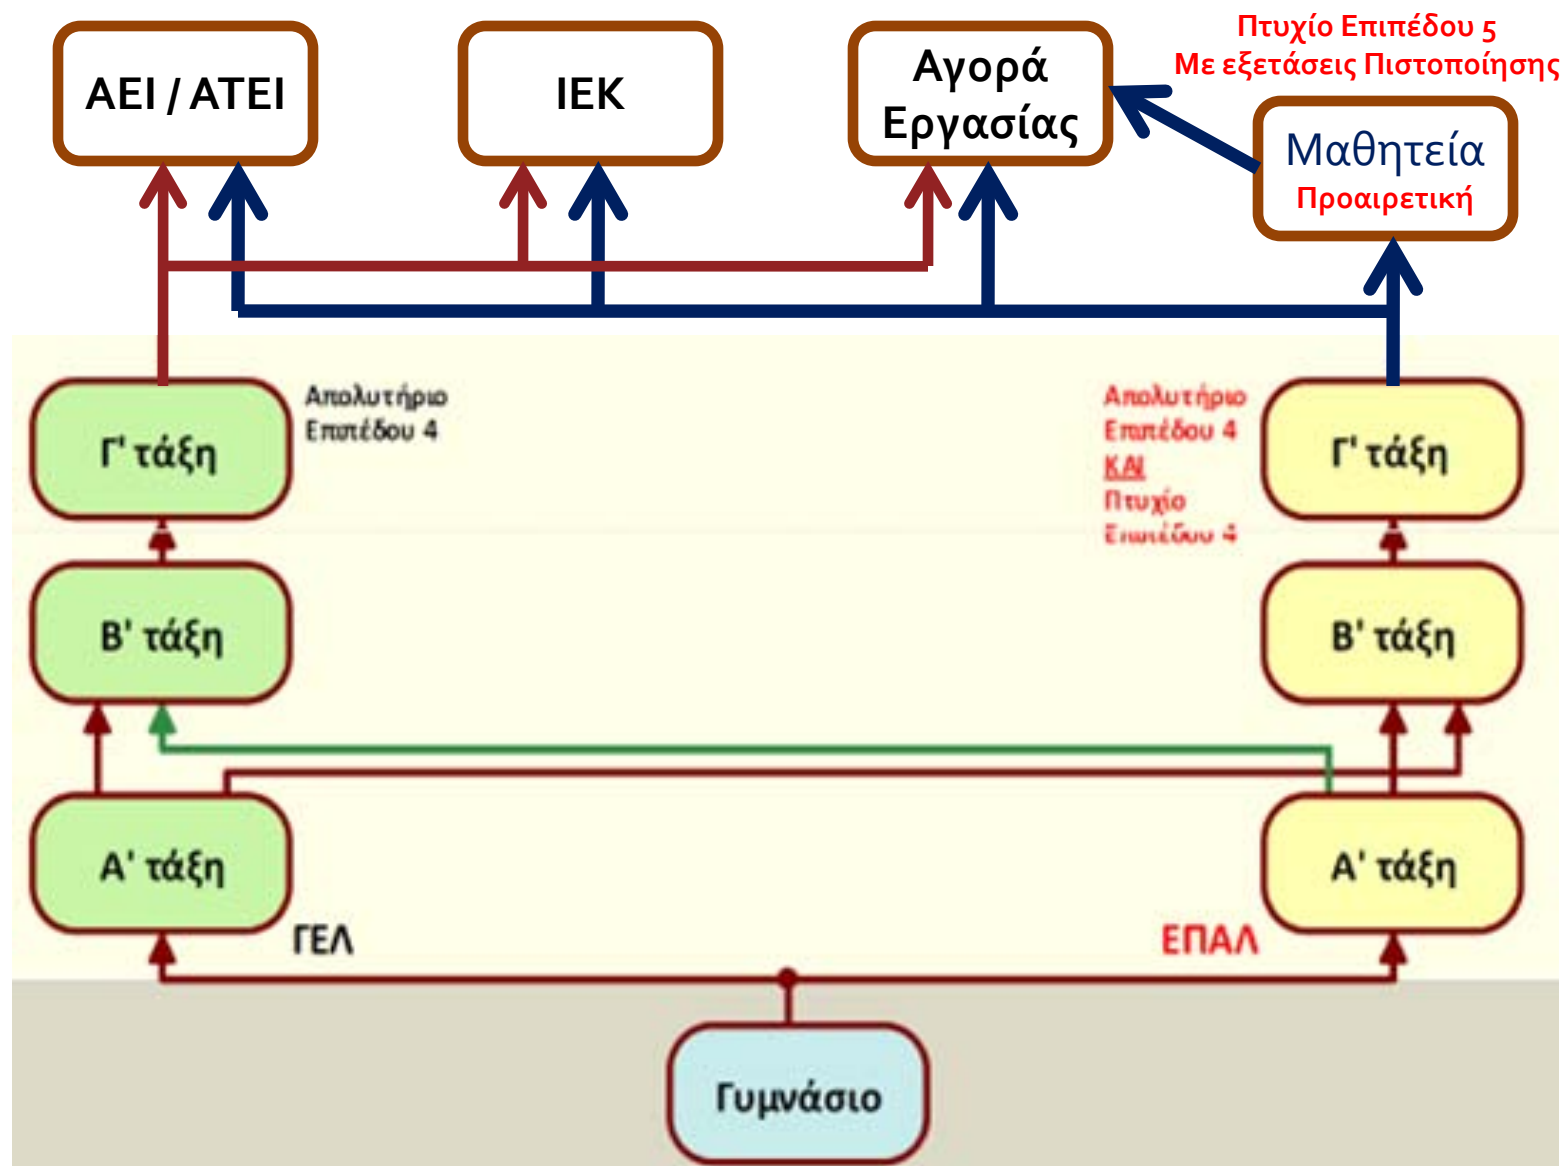 Πτυχίο Επιπέδου 5
Με εξετάσεις Πιστοποίησης
ΑΕΙ / ΑΤΕΙ
ΙΕΚ
Αγορά
Εργασίας
Μαθητεία
Προαιρετική
Γ' τάξη
Απολυτήριο
Επιπέδου 4
Απολυτήριο
Επιπέδου 4
ΚΑΙ
Πτυχίο
Επιπέδου 4
Γ' τάξη
Β' τάξη
Β' τάξη
Α' τάξη
Α' τάξη
ΓΕΛ
ΕΠΑΛ
Γυμνάσιο